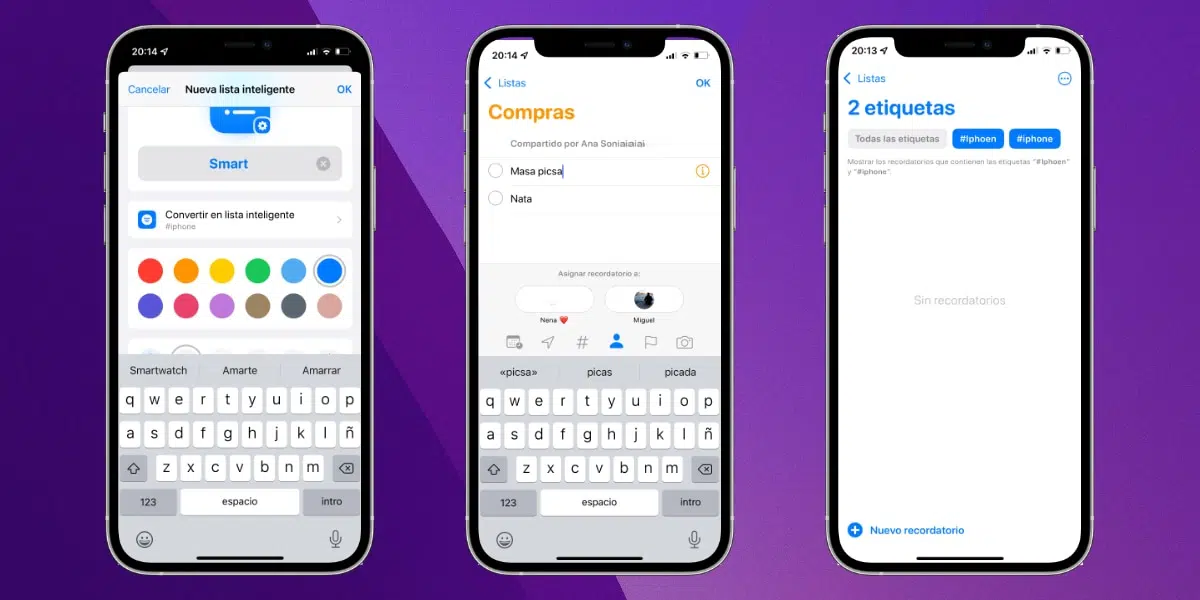 20:14
Cancelar Nueva lista inteligente OK
Smart
Convertir en lista inteligente
#iphone
Smartwatch Amarte Amarrar
q w e r t y u i o p
a s d f g h j k l ñ
z x c v b n m
123 espacio intro
20:14
Listas OK
Compras
Compartido por Ana Soniaiaiai
Masa picsa
Nata
Asignar recordatorio a:
Nena ❤️ Miguel
#
«picsa» picas picada
q w e r t y u i o p
a s d f g h j k l ñ
z x c v b n m
123 espacio intro
20:13
Listas
2 etiquetas
Todas las etiquetas #Iphoen #iphone
Mostrar los recordatorios que contienen las etiquetas "#Iphoen"
y "#iphone".
Sin recordatorios
Nuevo recordatorio